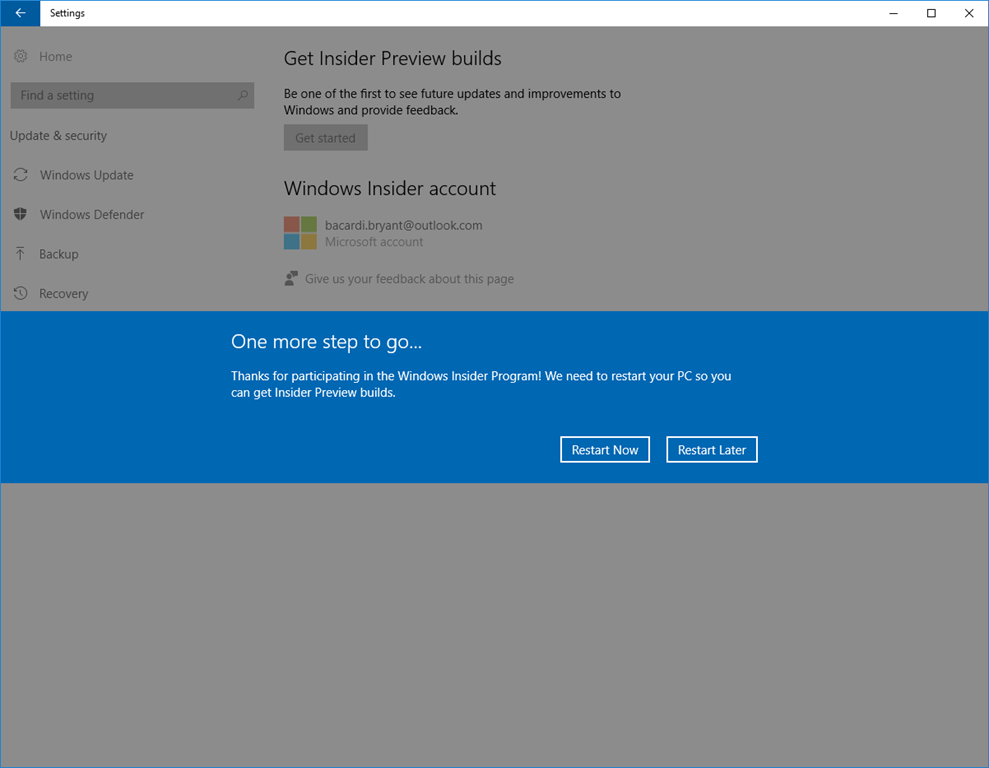 Settings
Home
Find a setting
Update & security
Windows Update
Windows Defender
Backup
Recovery
Get Insider Preview builds
Be one of the first to see future updates and improvements to
Windows and provide feedback.
Get started
Windows Insider account
bacardi.bryant@outlook.com
Microsoft account
Give us your feedback about this page
One more step to go...
Thanks for participating in the Windows Insider Program! We need to restart your PC so you
can get Insider Preview builds.
Restart Now
Restart Later